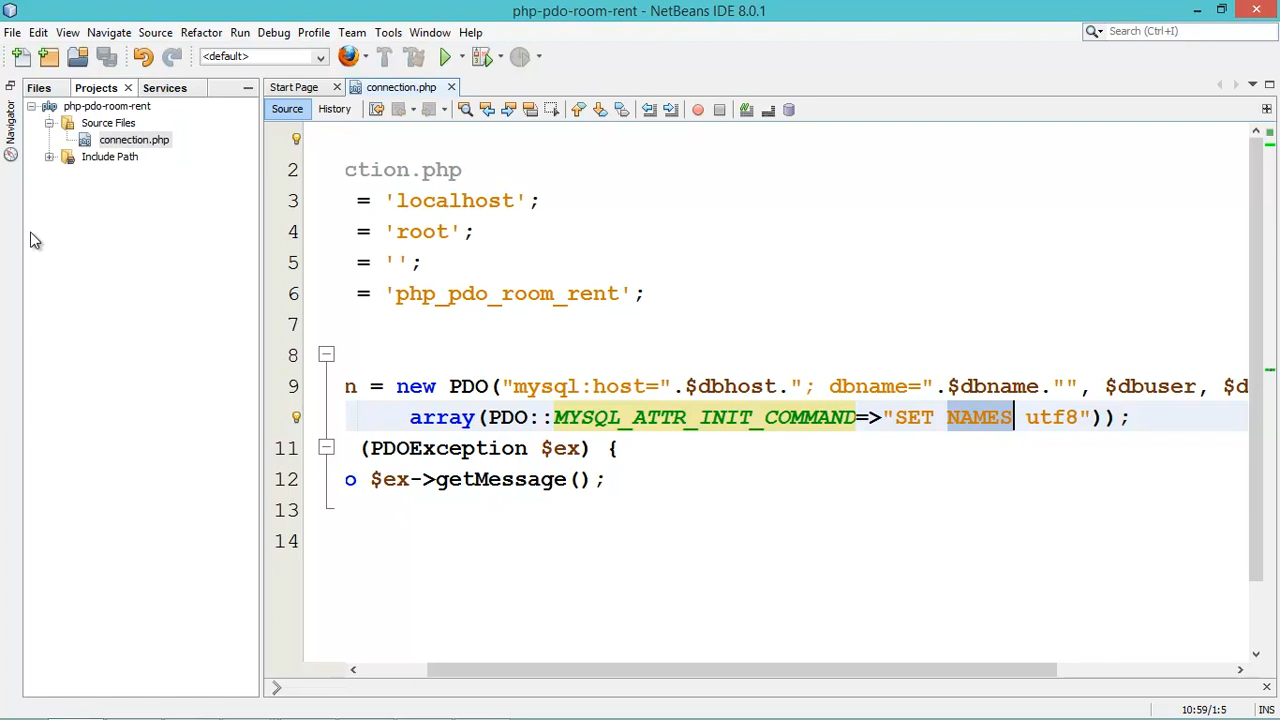 php-pdo-room-rent - NetBeans IDE 8.0.1
File Edit View Navigate Source Refactor Run Debug Profile Team Tools Window Help
Search (Ctrl+I)
<default>
Files Projects Services
Start Page connection.php
Navigator
php-pdo-room-rent
Source Files
connection.php
Include Path
Source History
2 ction.php
3 = 'localhost';
4 = 'root';
5 = '';
6 = 'php_pdo_room_rent';
7
8
9 n = new PDO("mysql:host=".$dbhost."; dbname=".$dbname."", $dbuser, $d
array(PDO::MYSQL_ATTR_INIT_COMMAND=>"SET NAMES utf8"));
11 (PDOException $ex) {
12 o $ex->getMessage();
13
14
10:59/1:5 INS